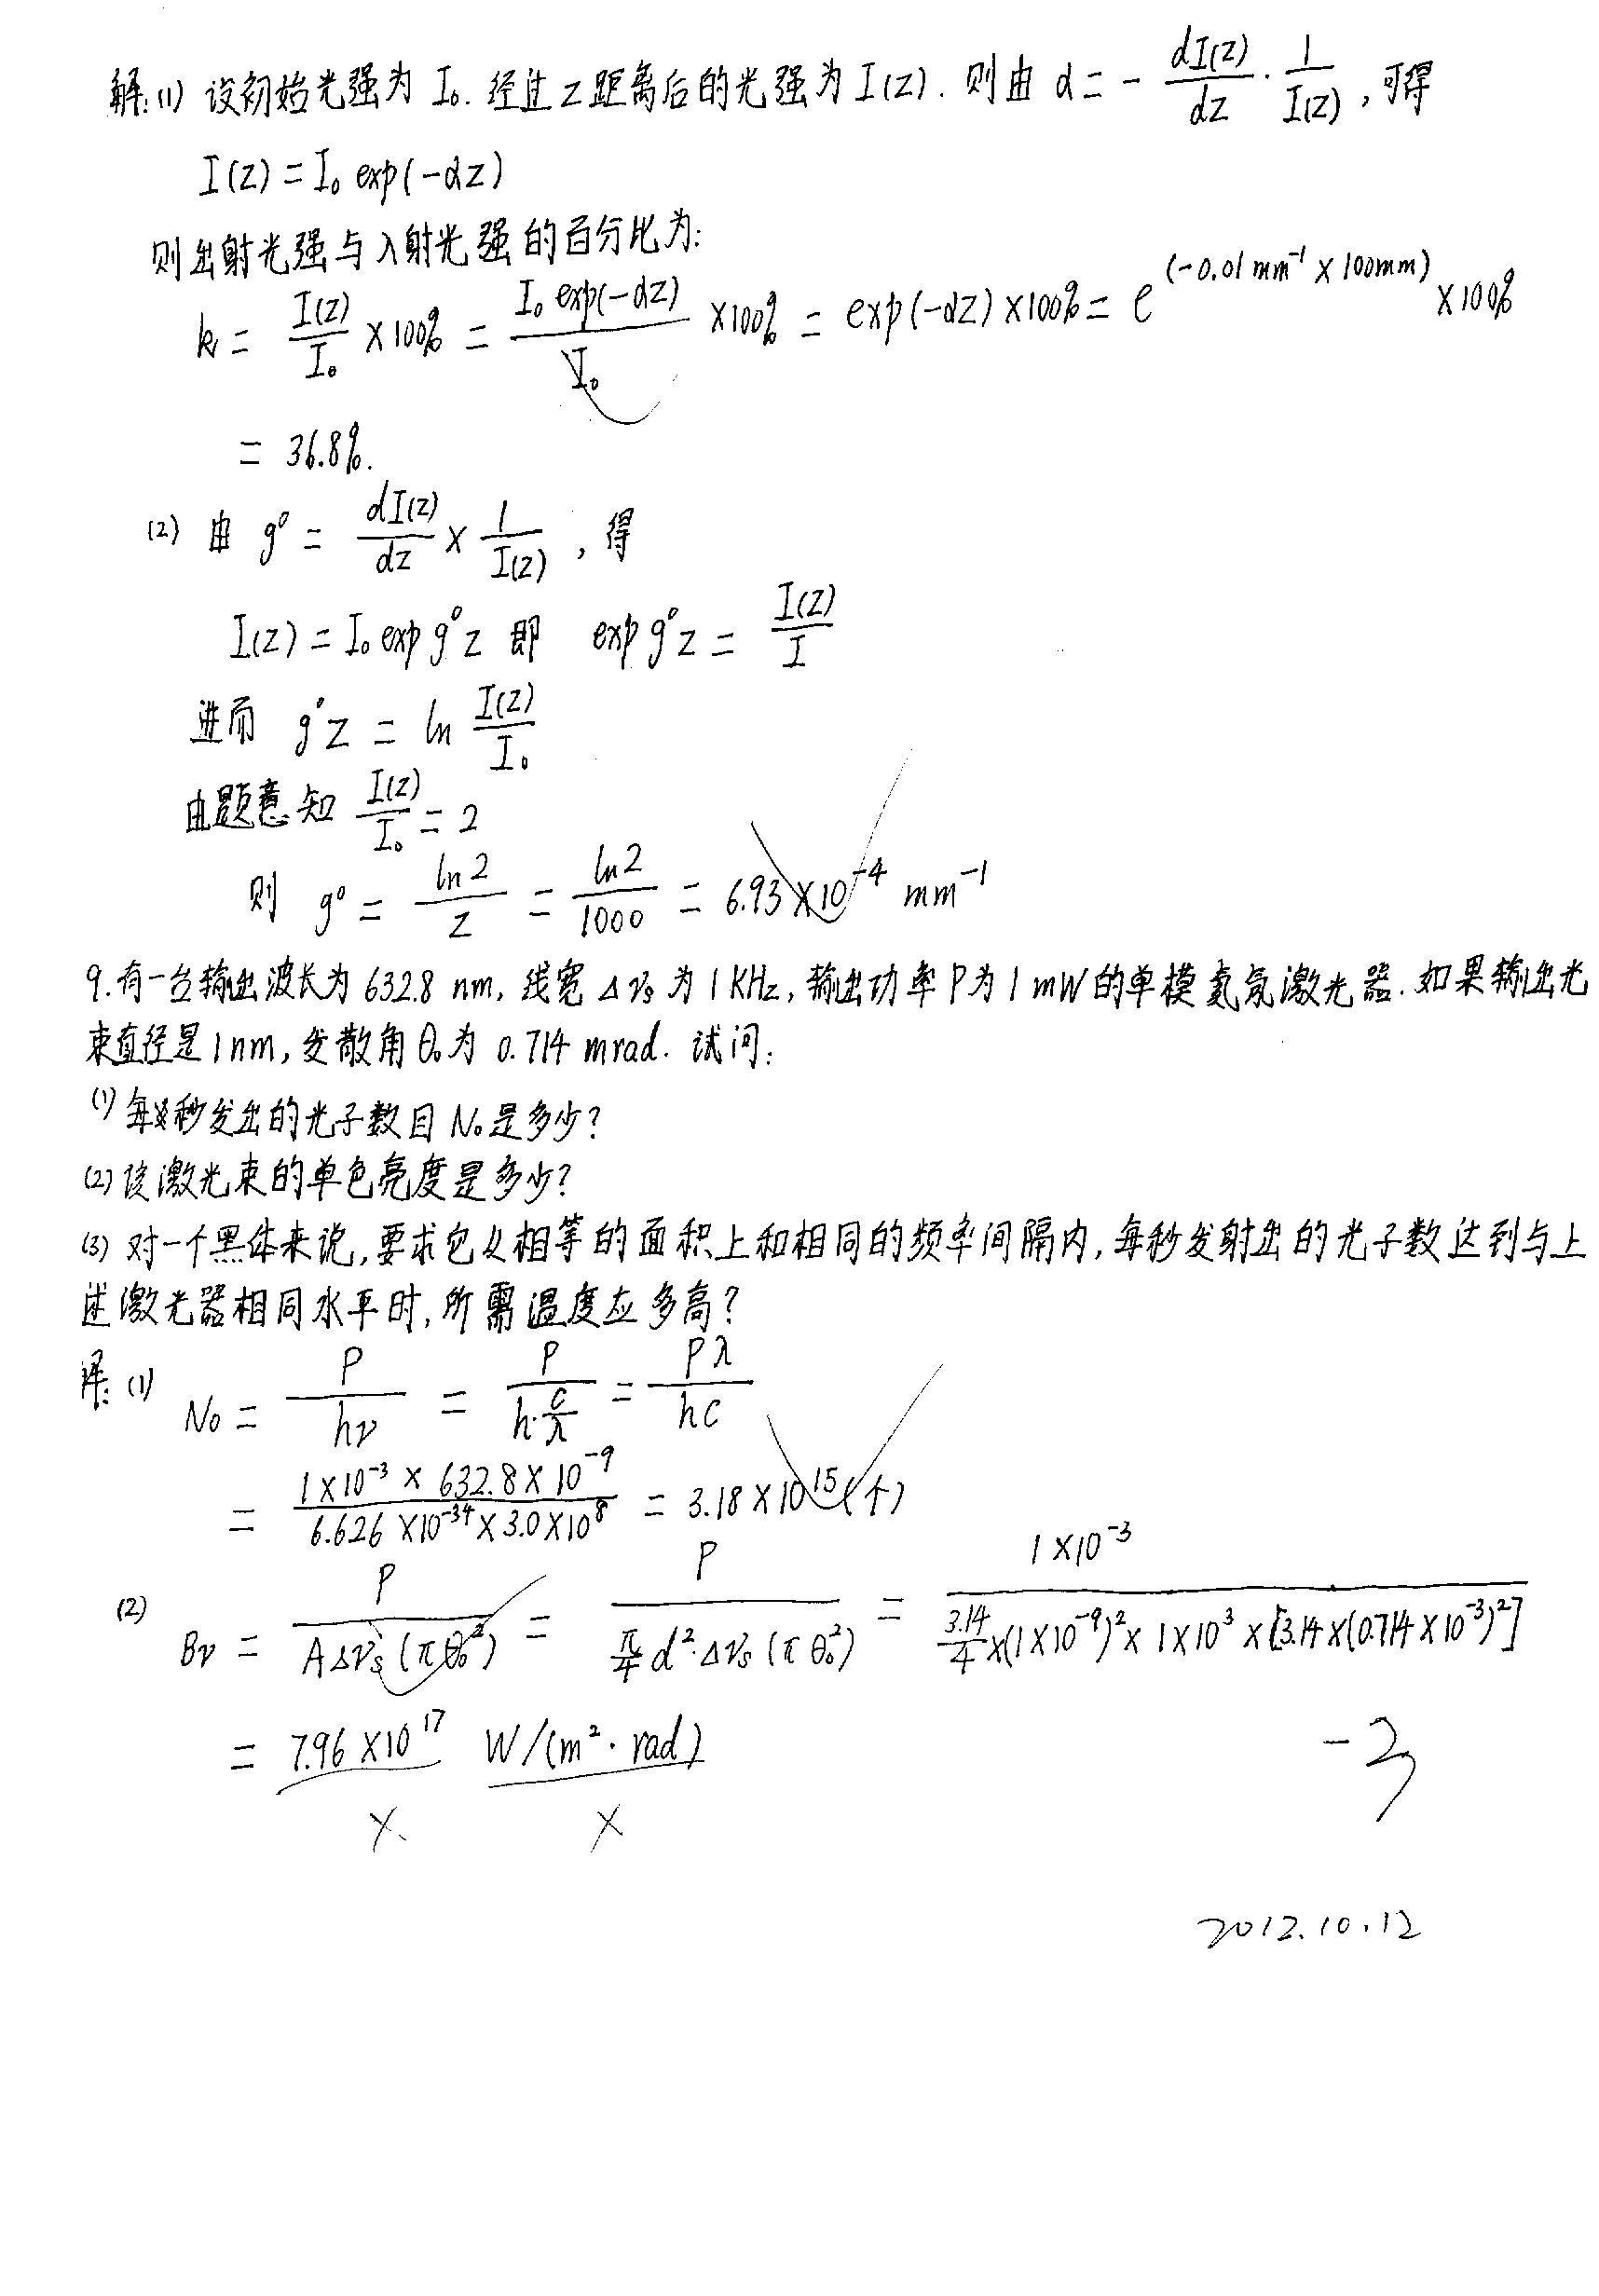 解:(1) 设初始光强为 I₀. 经过 z 距离后的光强为 I(z). 则由 α = - dI(z)/dz · 1/I(z) , 可得
I(z) = I₀ exp(-αz)
则出射光强与入射光强的百分比为:
k = I(z)/I₀ ×100% = I₀ exp(-αz)/I₀ ×100% = exp(-αz)×100% = e^(-0.01mm⁻¹ × 100mm) ×100%
= 36.8%.
(2) 由 g⁰ = dI(z)/dz × 1/I(z) , 得
I(z) = I₀ exp g⁰z 即 exp g⁰z = I(z)/I
进而 g⁰z = ln I(z)/I₀
由题意知 I(z)/I₀ = 2
则 g⁰ = ln2/z = ln2/1000 = 6.93×10⁻⁴ mm⁻¹
9.有一台输出波长为 632.8 nm, 线宽 Δνs 为 1 KHz, 输出功率 P 为 1 mW 的单模氦氖激光器. 如果输出光
束直径是 1 nm, 发散角 θ₀ 为 0.714 mrad. 试问:
(1) 每秒发出的光子数目 N₀ 是多少?
(2) 该激光束的单色亮度是多少?
(3) 对一个黑体来说, 要求它从相等的面积上和相同的频率间隔内, 每秒发射出的光子数达到与上
述激光器相同水平时, 所需温度应多高?
解: (1) N₀ = P/hν = P/(h·c/λ) = Pλ/hc
= (1×10⁻³ × 632.8×10⁻⁹)/(6.626×10⁻³⁴×3.0×10⁸) = 3.18×10¹⁵(个)
(2) Bν = P/(AΔνs(πθ₀²)) = P/(π/4 d²·Δνs(πθ₀²)) = 1×10⁻³/(3.14/4×(1×10⁻⁹)²×1×10³×[3.14×(0.714×10⁻³)²])
= 7.96×10¹⁷ W/(m²·rad)
-3
2012.10.12